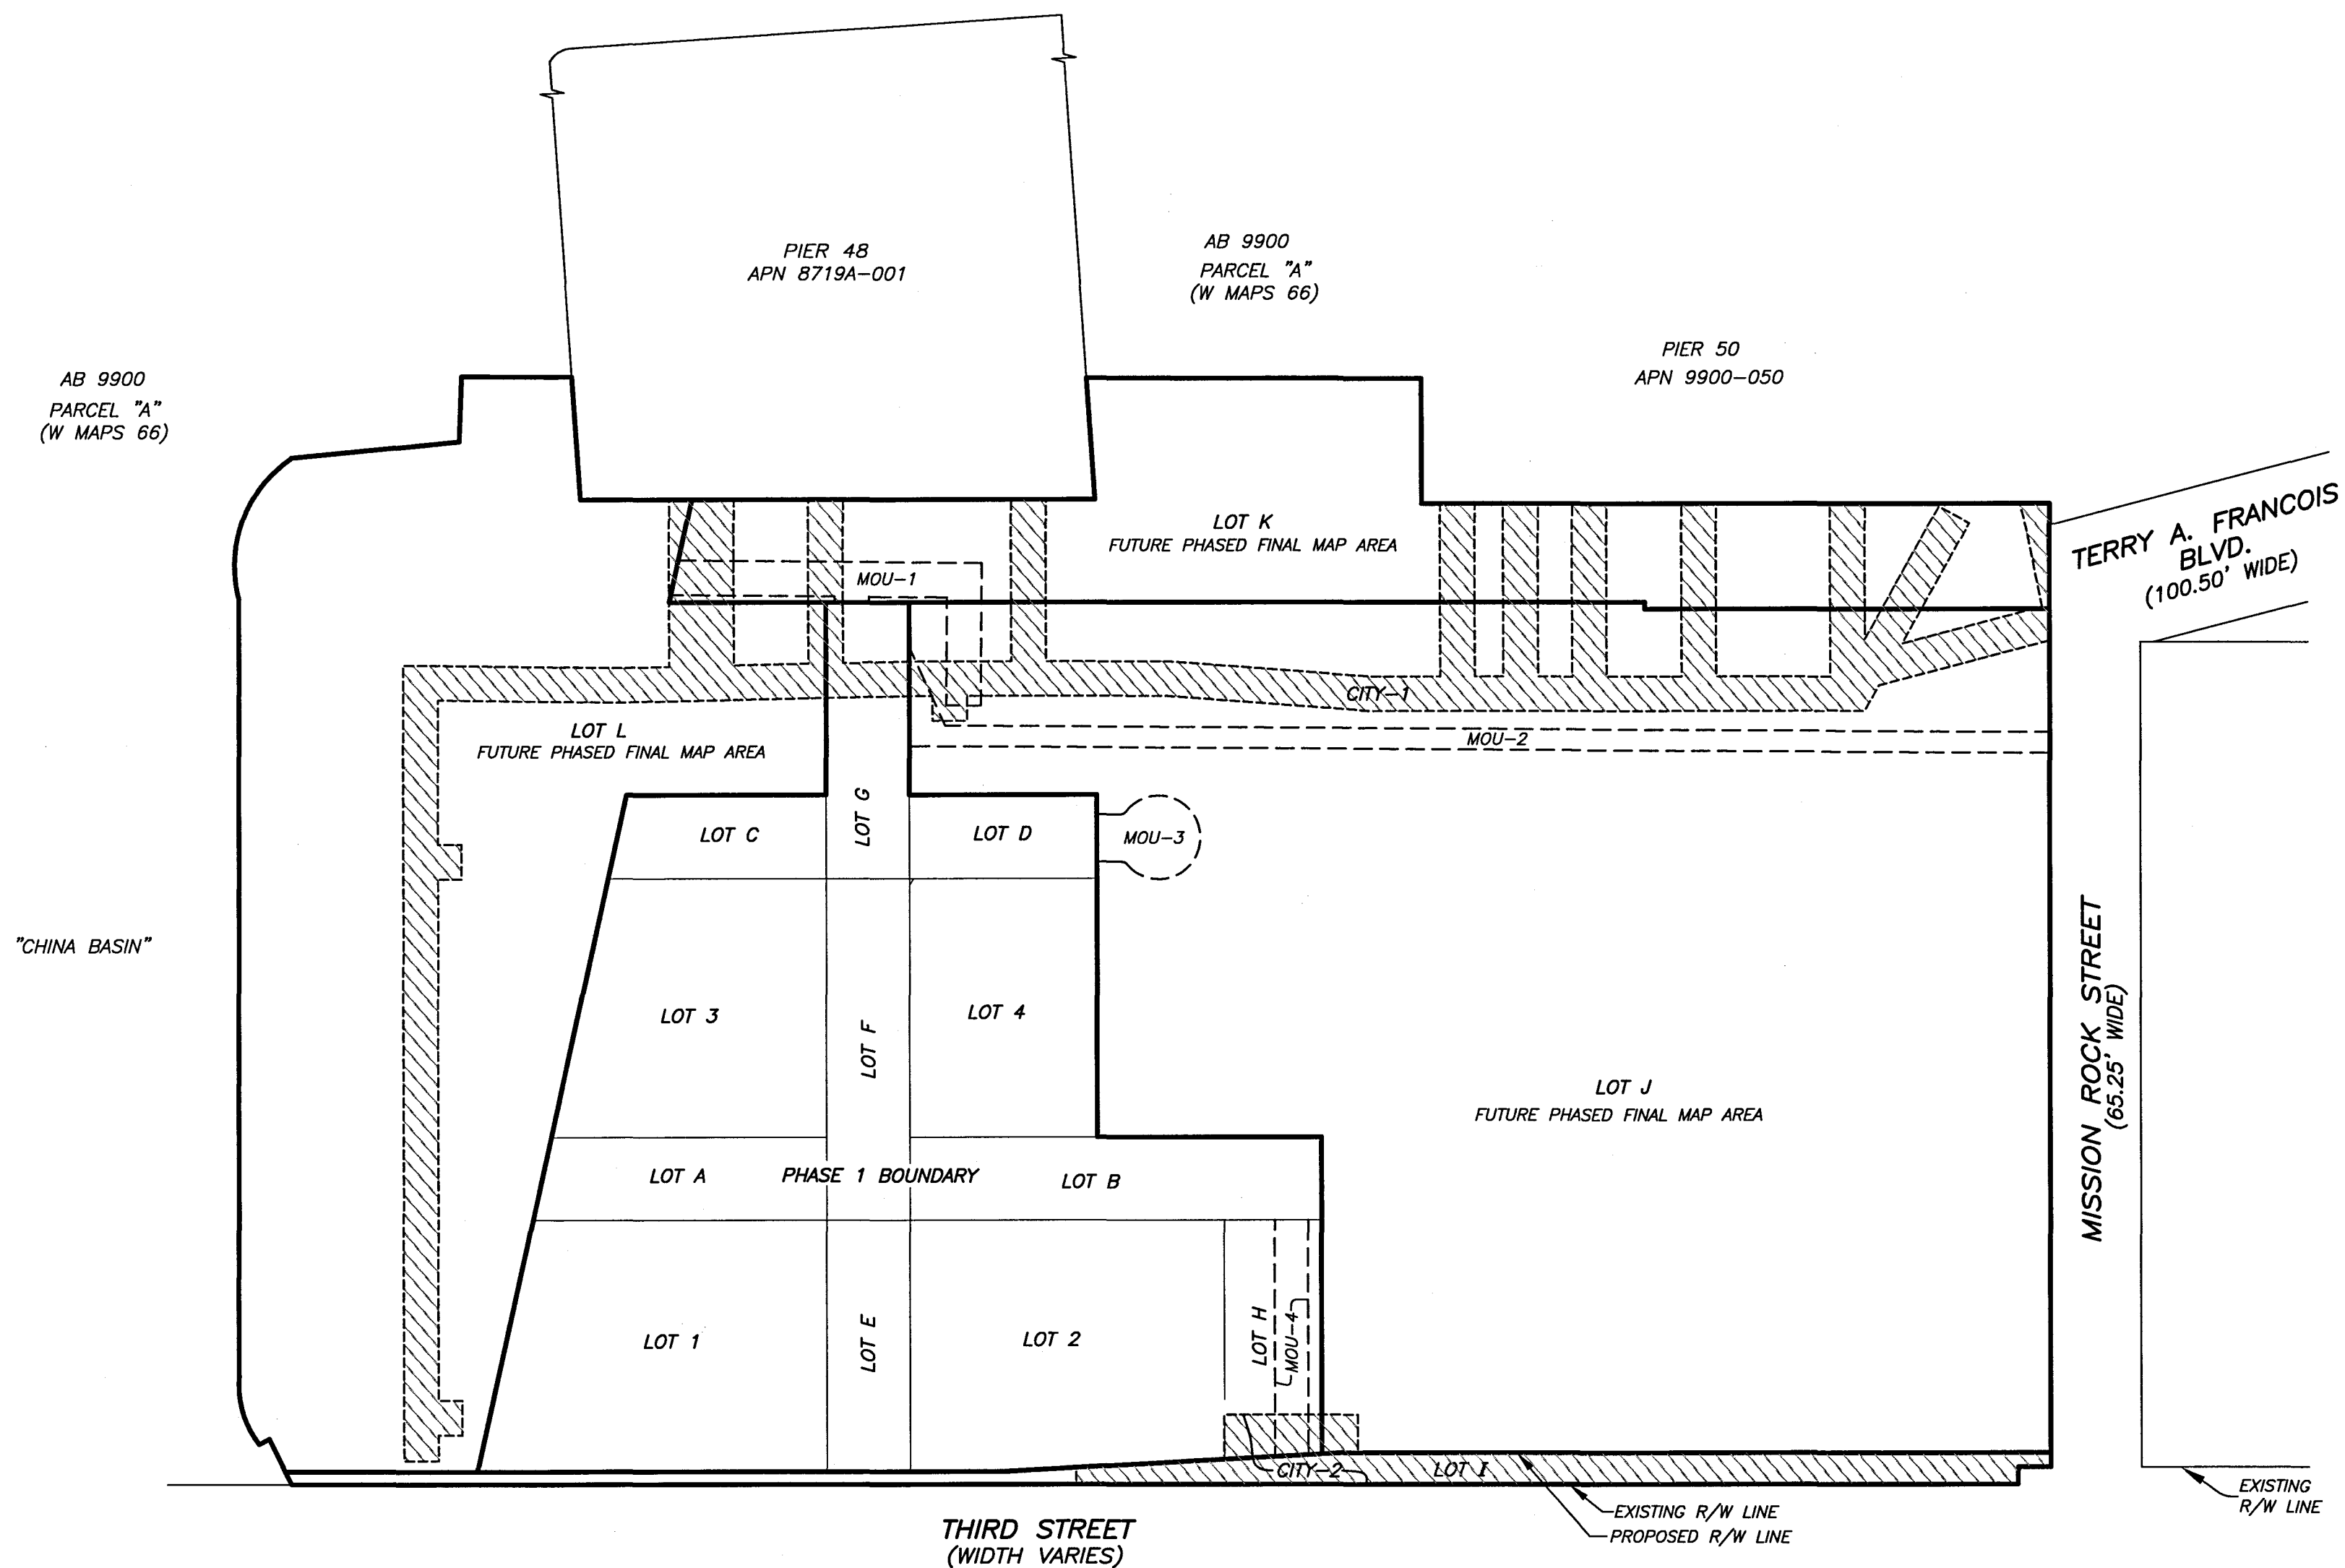 PIER 48
APN 8719A-001
AB 9900
PARCEL "A"
(W MAPS 66)
PIER 50
APN 9900-050
AB 9900
PARCEL "A"
(W MAPS 66)
TERRY A. FRANCOIS
BLVD.
(100.50' WIDE)
LOT K
FUTURE PHASED FINAL MAP AREA
MOU-1
CITY-1
LOT L
FUTURE PHASED FINAL MAP AREA
MOU-2
LOT G
LOT C
LOT D
MOU-3
"CHINA BASIN"
LOT 3
LOT F
LOT 4
LOT J
FUTURE PHASED FINAL MAP AREA
MISSION ROCK STREET
(65.25' WIDE)
LOT A
PHASE 1 BOUNDARY
LOT B
LOT 1
LOT E
LOT 2
LOT H
MOU-4
CITY-2
LOT I
EXISTING R/W LINE
PROPOSED R/W LINE
EXISTING
R/W LINE
THIRD STREET
(WIDTH VARIES)